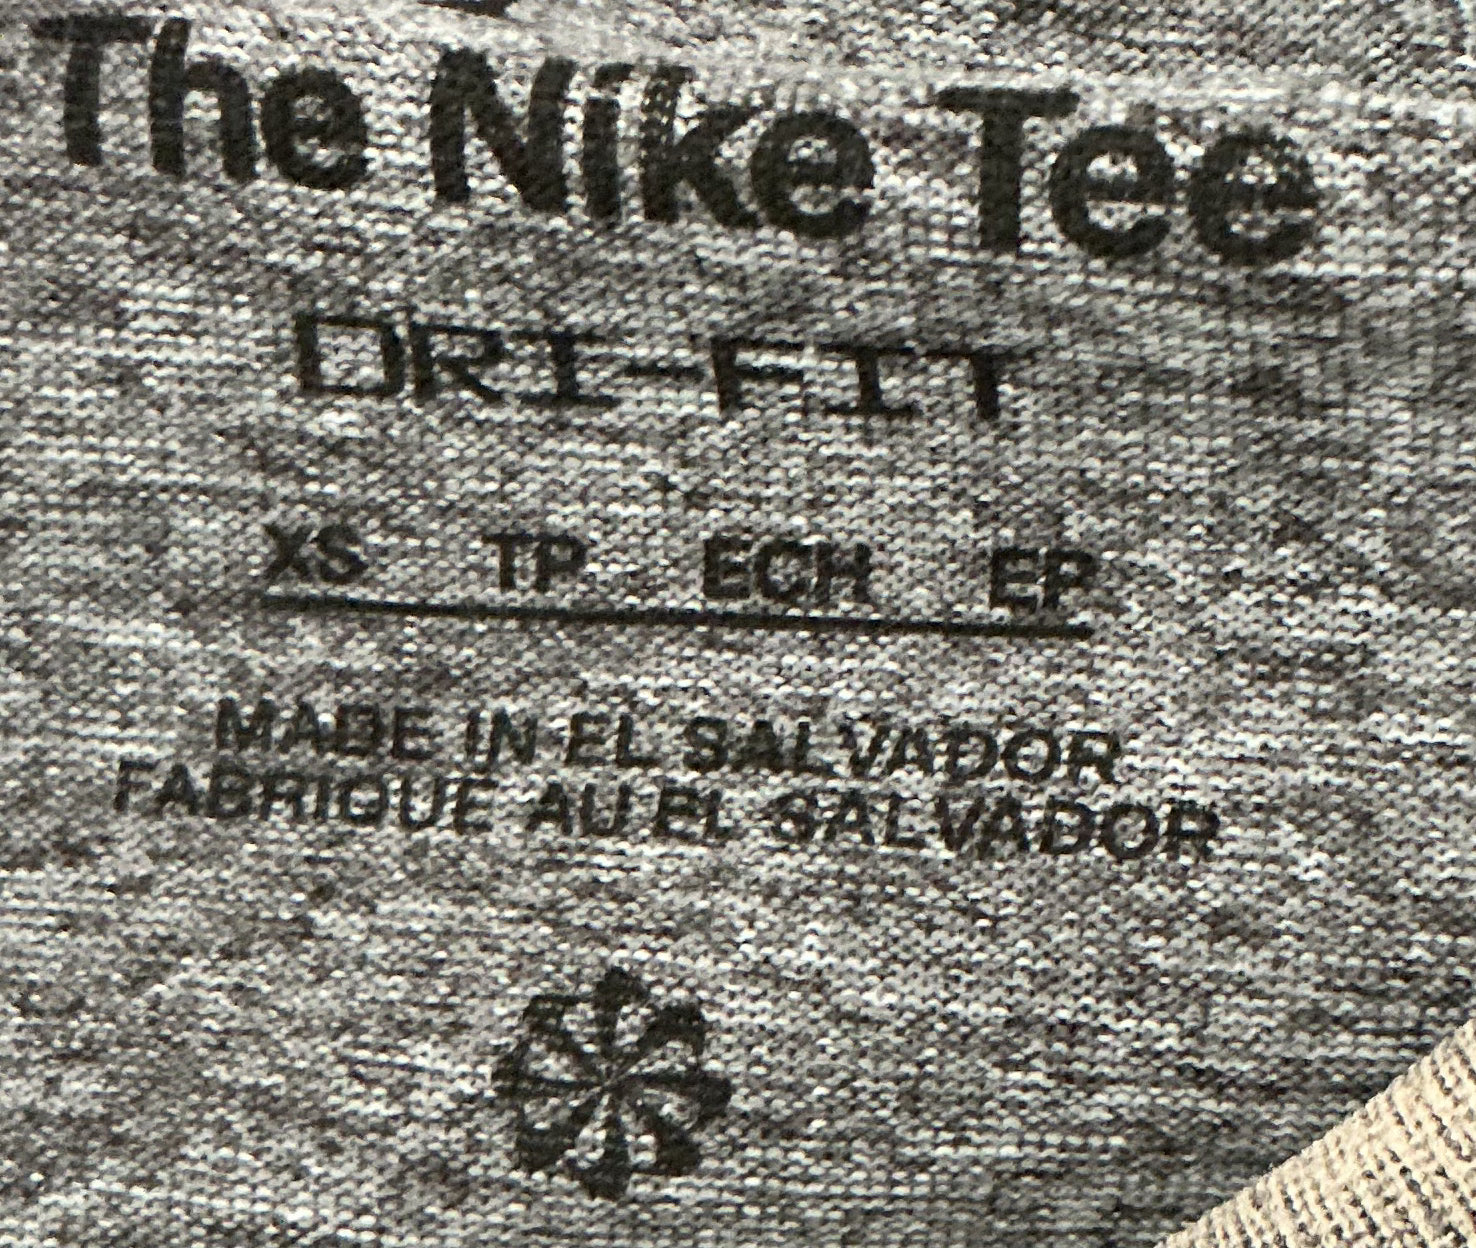 The Nike Tee
DRI-FIT
XS TP ECH EP
MADE IN EL SALVADOR
FABRIQUE AU EL SALVADOR